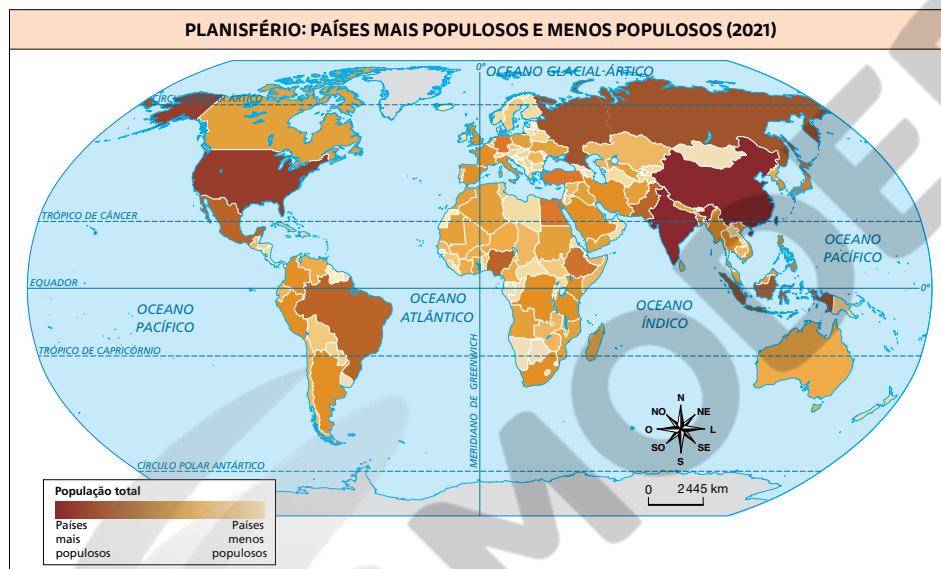 PLANISFÉRIO: PAÍSES MAIS POPULOSOS E MENOS POPULOSOS (2021)
0°
OCEANO GLACIAL ÁRTICO
CÍRCULO POLAR ÁRTICO
TRÓPICO DE CÂNCER
OCEANO
PACÍFICO
EQUADOR
0°
OCEANO
PACÍFICO
OCEANO
ATLÂNTICO
OCEANO
ÍNDICO
TRÓPICO DE CAPRICÓRNIO
MERIDIANO DE GREENWICH
N
NO
NE
O
L
SO
SE
S
CÍRCULO POLAR ANTÁRTICO
0 2 445 km
População total
Países
mais
populosos
Países
menos
populosos